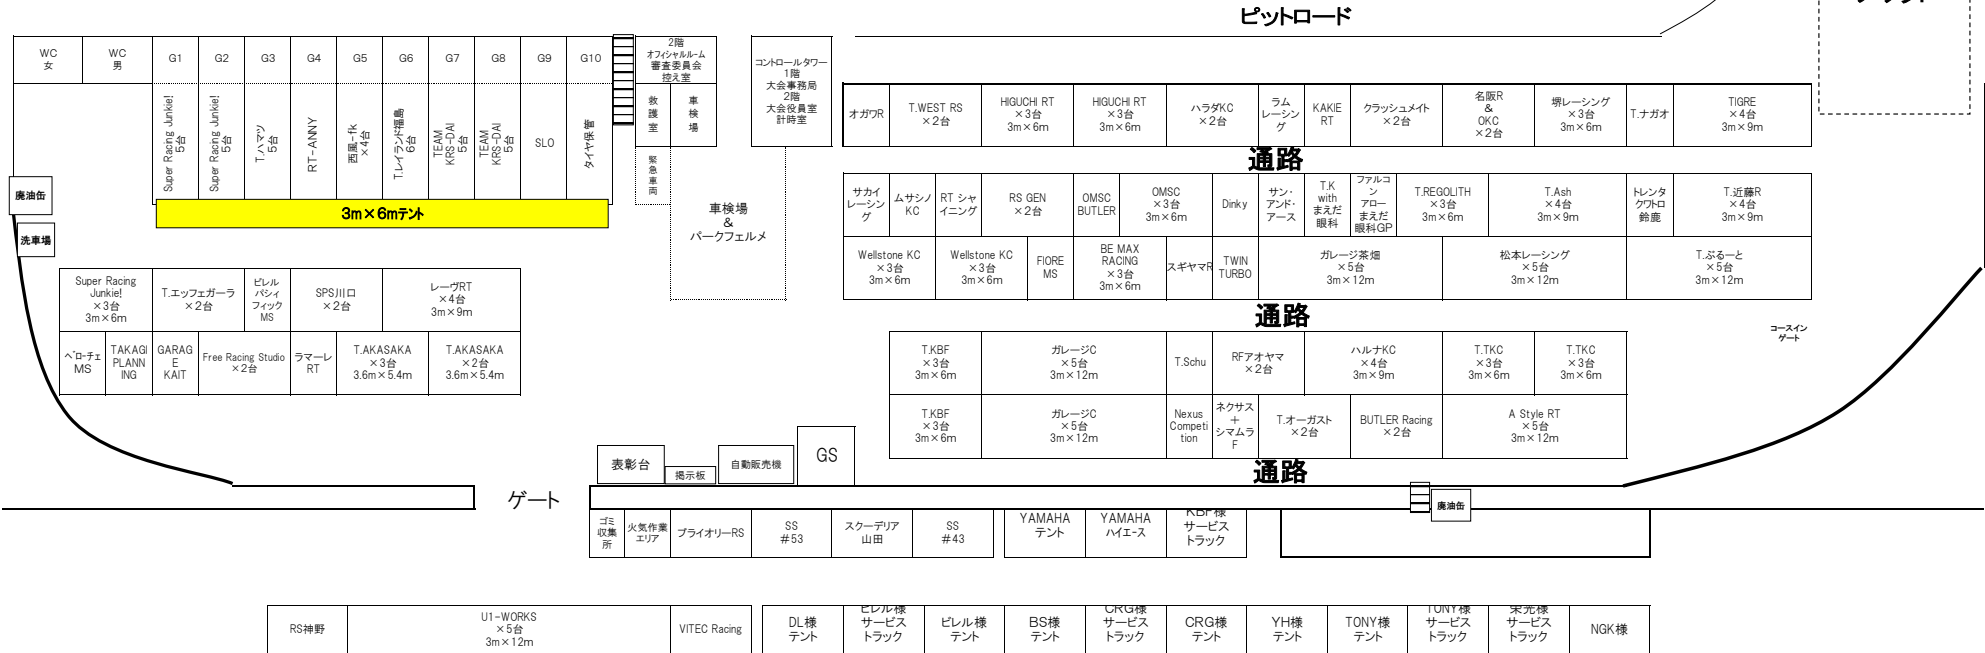 ピットロード
WC
女
WC
男
G1
G2
G3
G4
G5
G6
G7
G8
G9
G10
2階
オフィシャルルーム
審査委員会
控え室
コントロールタワー
1階
大会事務局
2階
大会役員室
計時室
Super Racing Junkie!
5台
Super Racing Junkie!
5台
T.ハマツ
5台
RT-ANNY
西風-fk
×4台
T.レイランド福島
6台
TEAM
KRS-DAI
5台
TEAM
KRS-DAI
5台
SLO
タイヤ保管
救護室
車検場
緊急車両
オガワR
T.WEST RS
×2台
HIGUCHI RT
×3台
3m×6m
HIGUCHI RT
×3台
3m×6m
ハラダKC
×2台
ラム
レーシン
グ
KAKIE
RT
クラッシュメイト
×2台
名阪R
&
OKC
×2台
堺レーシング
×3台
3m×6m
T.ナガオ
TIGRE
×4台
3m×9m
通路
廃油缶
洗車場
3m×6mテント
車検場
&
パークフェルメ
サカイ
レーシン
グ
ムサシノ
KC
RT シャ
イニング
RS GEN
×2台
OMSC
BUTLER
OMSC
×3台
3m×6m
Dinky
サン・
アンド・
アース
T.K
with
まえだ
眼科
ファルコ
ン
アロー
まえだ
眼科GP
T.REGOLITH
×3台
3m×6m
T.Ash
×4台
3m×9m
トレンタ
クワトロ
鈴鹿
T.近藤R
×4台
3m×9m
Wellstone KC
×3台
3m×6m
Wellstone KC
×3台
3m×6m
FIORE
MS
BE MAX
RACING
×3台
3m×6m
スギヤマR
TWIN
TURBO
ガレージ茶畑
×5台
3m×12m
松本レーシング
×5台
3m×12m
T.ぶるーと
×5台
3m×12m
通路
コースイン
ゲート
Super Racing
Junkie!
×3台
3m×6m
T.エッフェガーラ
×2台
ビレル
パシィ
フィック
MS
SPS川口
×2台
レーヴRT
×4台
3m×9m
ベローチェ
MS
TAKAGI
PLANN
ING
GARAG
E
KAIT
Free Racing Studio
×2台
ラマーレ
RT
T.AKASAKA
×3台
3.6m×5.4m
T.AKASAKA
×2台
3.6m×5.4m
T.KBF
×3台
3m×6m
ガレージC
×5台
3m×12m
T.Schu
RFアオヤマ
×2台
ハルナKC
×4台
3m×9m
T.TKC
×3台
3m×6m
T.TKC
×3台
3m×6m
T.KBF
×3台
3m×6m
ガレージC
×5台
3m×12m
Nexus
Competi
tion
ネクサス
+
シマムラ
F
T.オーガスト
×2台
BUTLER Racing
×2台
A Style RT
×5台
3m×12m
通路
表彰台
掲示板
自動販売機
GS
ゲート
廃油缶
ゴミ
収集
所
火気作業
エリア
プライオリーRS
SS
#53
スクーデリア
山田
SS
#43
YAMAHA
テント
YAMAHA
ハイエース
KBF様
サービス
トラック
RS神野
U1-WORKS
×5台
3m×12m
VITEC Racing
DL様
テント
ビレル様
サービス
トラック
ビレル様
テント
BS様
テント
CRG様
サービス
トラック
CRG様
テント
YH様
テント
TONY様
テント
TONY様
サービス
トラック
栄光様
サービス
トラック
NGK様